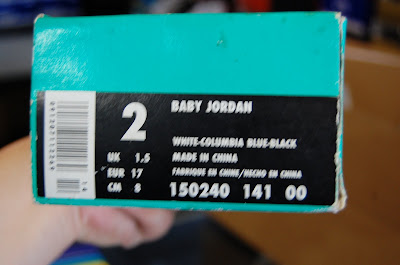 2
BABY JORDAN
WHITE-COLUMBIA BLUE-BLACK
UK 1.5
MADE IN CHINA
EUR 17
FABRIQUE EN CHINE/HECHO EN CHINA
CM 8
150240 141 00
14